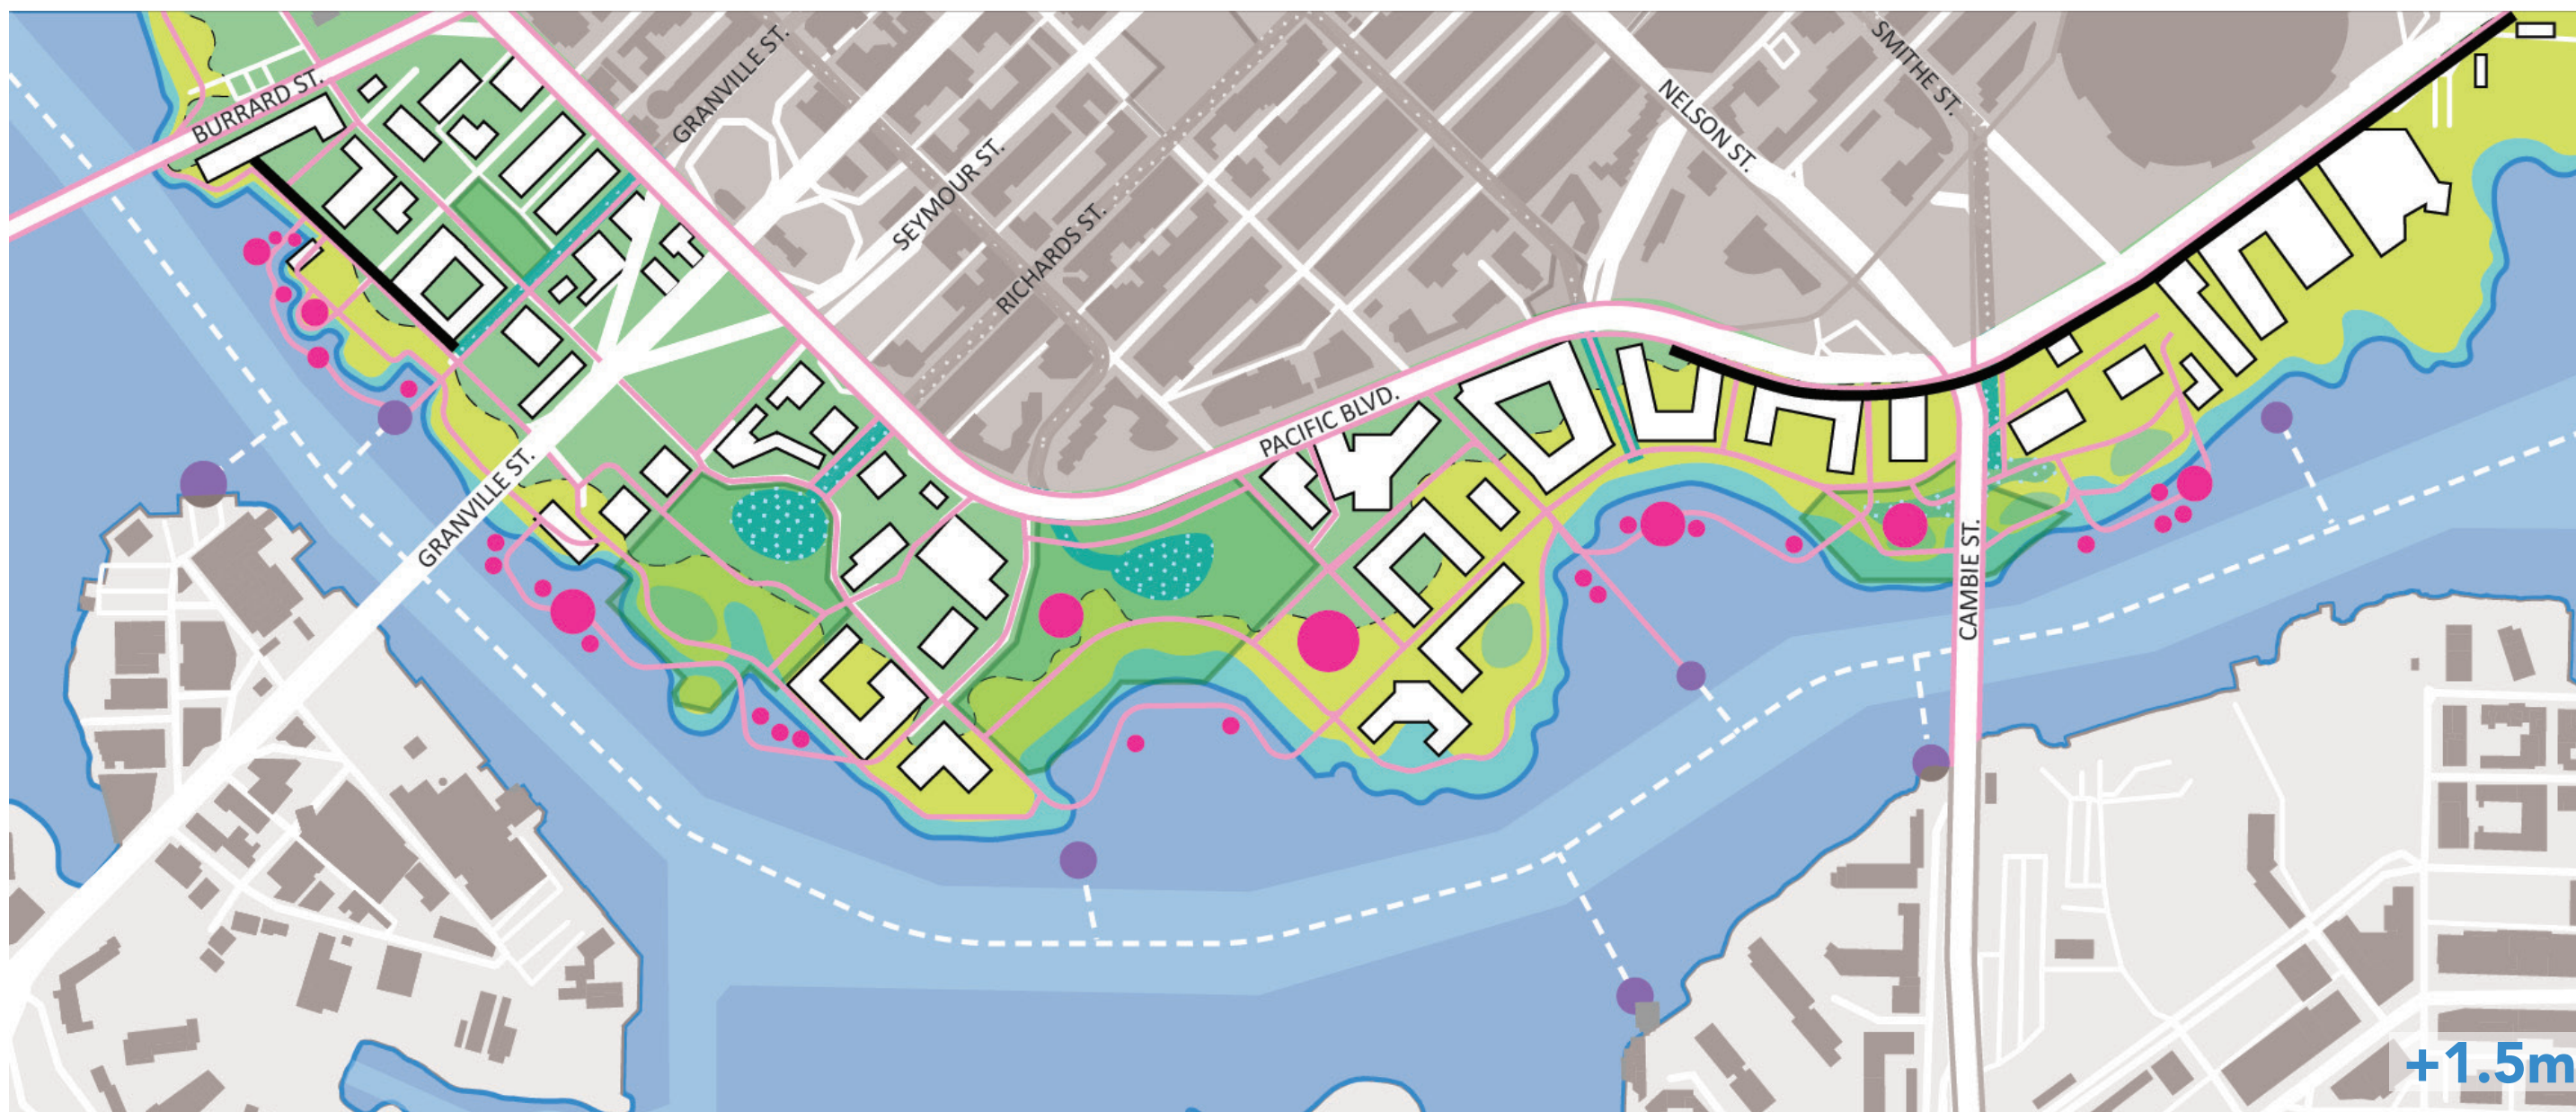 BURRARD ST.
GRANVILLE ST.
SEYMOUR ST.
RICHARDS ST.
NELSON ST.
SMITHE ST.
PACIFIC BLVD.
GRANVILLE ST.
CAMBIE ST.
+1.5m